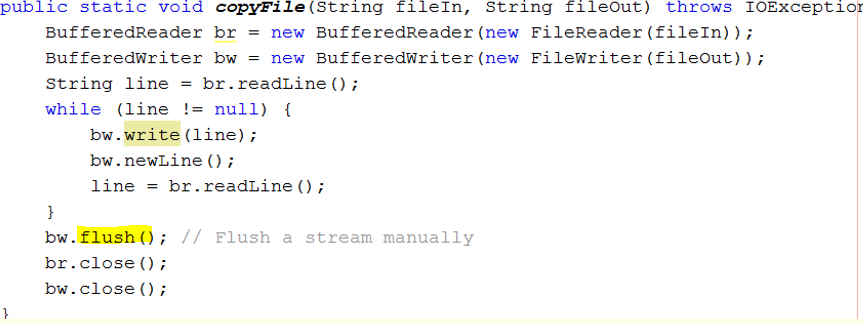 public static void copyFile(String fileIn, String fileOut) throws IOException
    BufferedReader br = new BufferedReader(new FileReader(fileIn));
    BufferedWriter bw = new BufferedWriter(new FileWriter(fileOut));
    String line = br.readLine();
    while (line != null) {
        bw.write(line);
        bw.newLine();
        line = br.readLine();
    }
    bw.flush(); // Flush a stream manually
    br.close();
    bw.close();
}